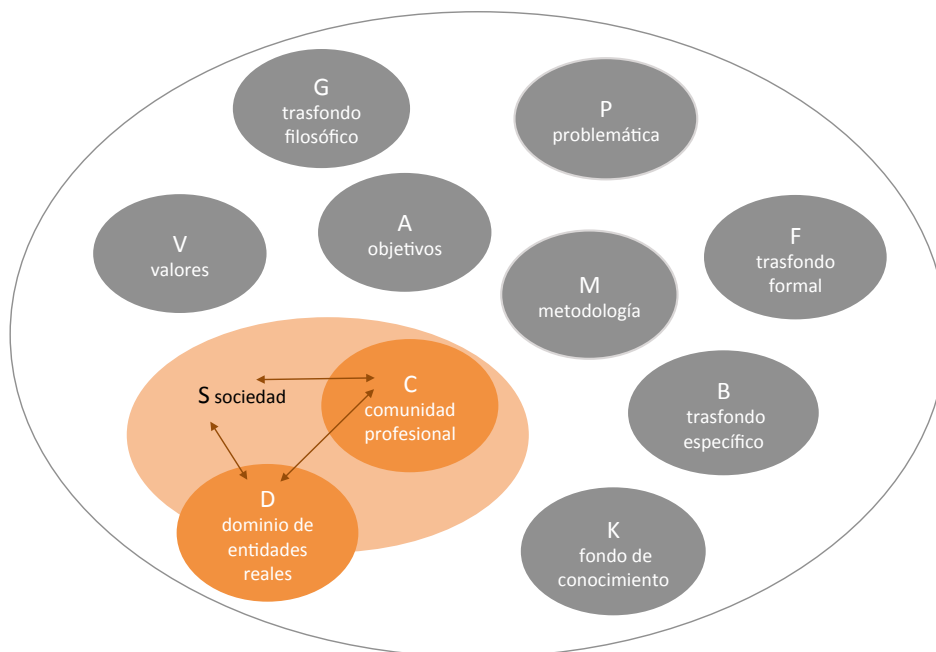 G
trasfondo
filosófico
P
problemática
A
objetivos
V
valores
F
trasfondo
formal
M
metodología
S sociedad
C
comunidad
profesional
B
trasfondo
específico
D
dominio de
entidades
reales
K
fondo de
conocimiento